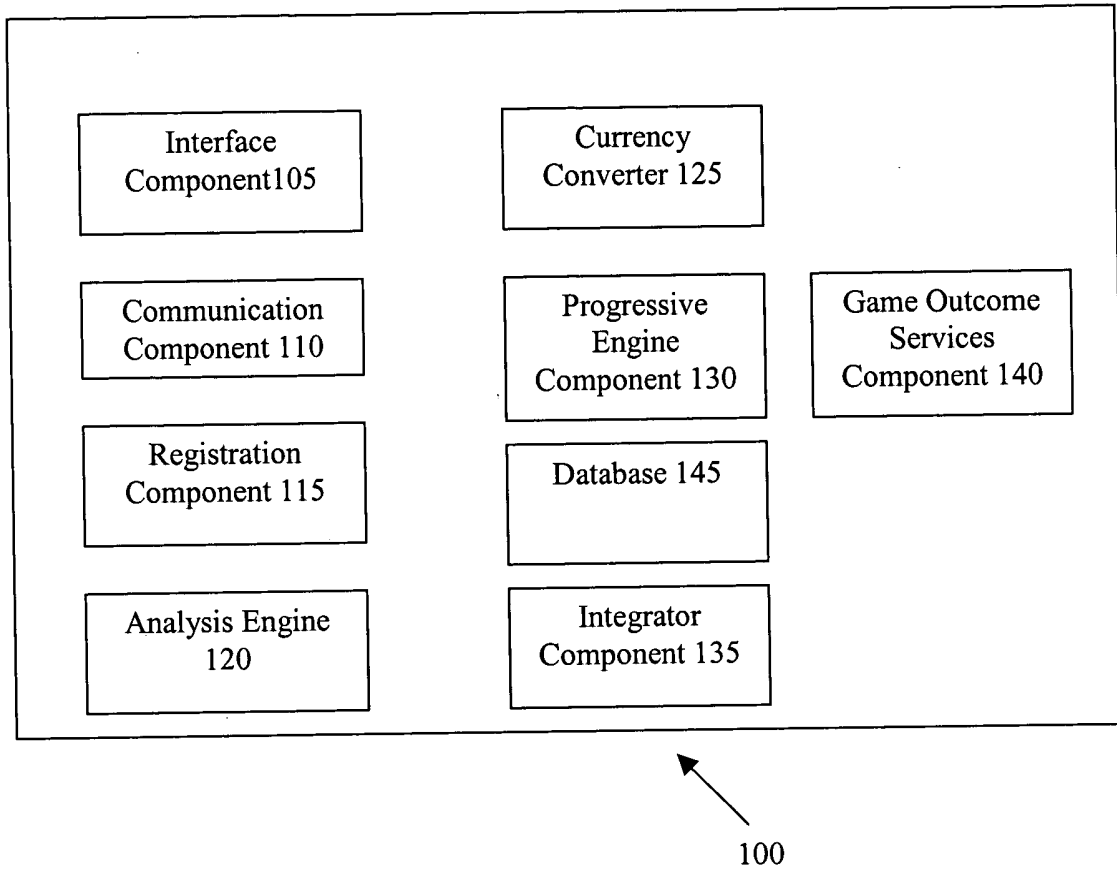 Interface
Component105
Communication
Component 110
Registration
Component 115
Analysis Engine
120
Currency
Converter 125
Progressive
Engine
Component 130
Database 145
Integrator
Component 135
Game Outcome
Services
Component 140
100